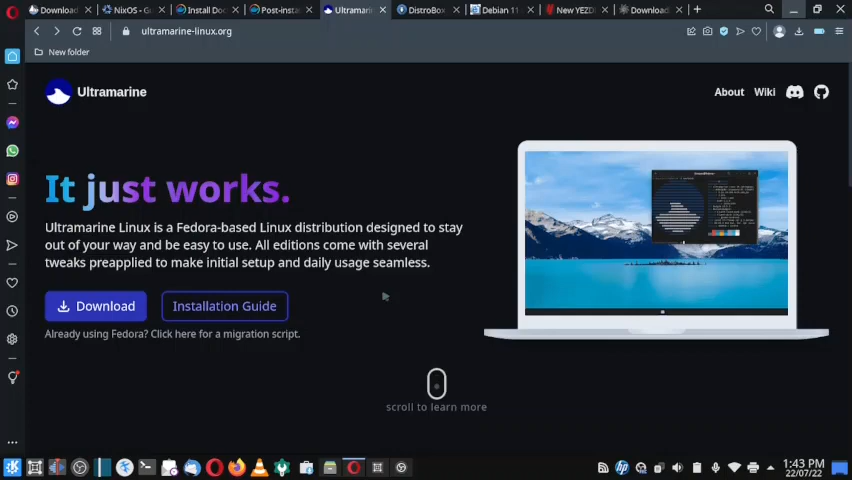 Download
NixOS - G
Install Doc
Post-insta
Ultramarin
DistroBox
Debian 11
New YEZD
Download
ultramarine-linux.org
New folder
Ultramarine
About
Wiki
It just works.
Ultramarine Linux is a Fedora-based Linux distribution designed to stay
out of your way and be easy to use. All editions come with several
tweaks preapplied to make initial setup and daily usage seamless.
Download
Installation Guide
Already using Fedora? Click here for a migration script.
scroll to learn more
1:43 PM
22/07/22